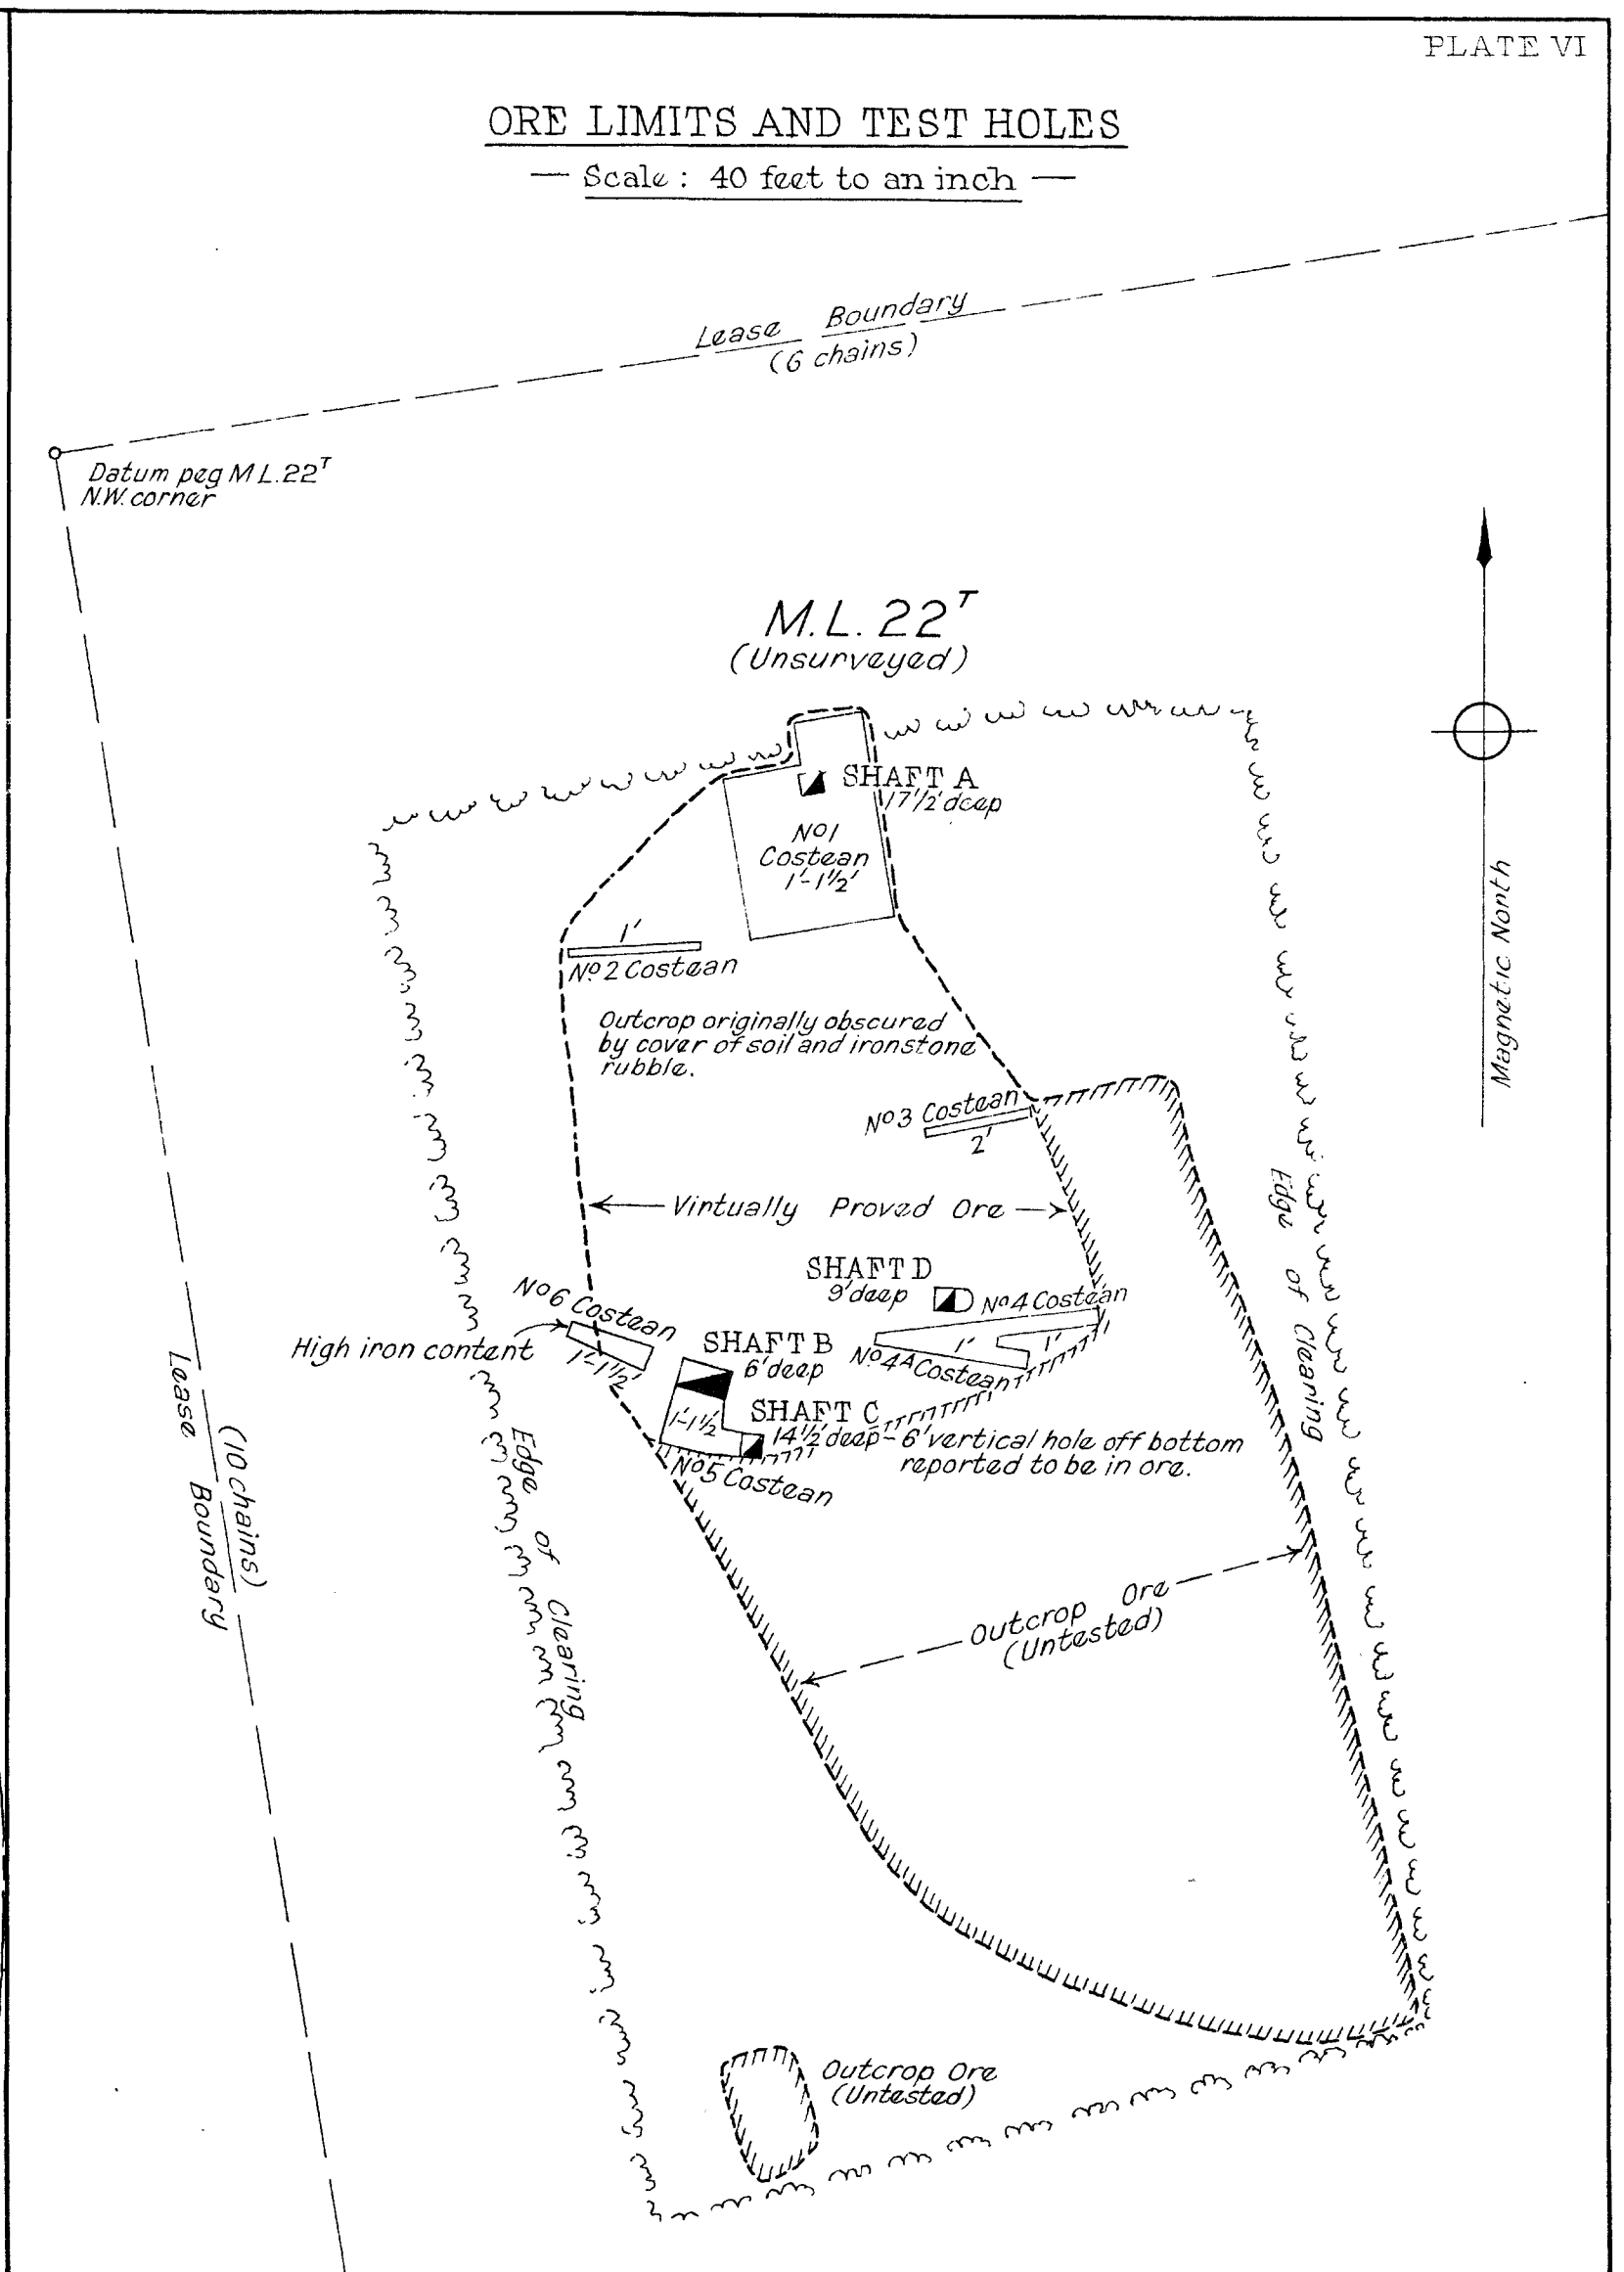 PLATE VI
ORE LIMITS AND TEST HOLES
— Scale : 40 feet to an inch —
Lease Boundary
(6 chains)
Datum peg M.L.22ᵀ
N.W. corner
M.L. 22ᵀ
(Unsurveyed)
SHAFT A
17½' deep
Nº1
Costean
1'-1½'
Magnetic North
1'
Nº2 Costean
Outcrop originally obscured
by cover of soil and ironstone
rubble.
Nº3 Costean
2'
Edge of Clearing
Virtually Proved Ore
SHAFT D
9' deep
Nº4 Costean
Nº6 Costean
High iron content
1'-1½'
SHAFT B
6' deep
1'
1'
Nº4ᴬ Costean
SHAFT C
1'-1½
14½' deep - 6' vertical hole off bottom
reported to be in ore.
Nº5 Costean
Lease Boundary
(10 chains)
Edge of Clearing
Outcrop Ore
(Untested)
Outcrop Ore
(Untested)